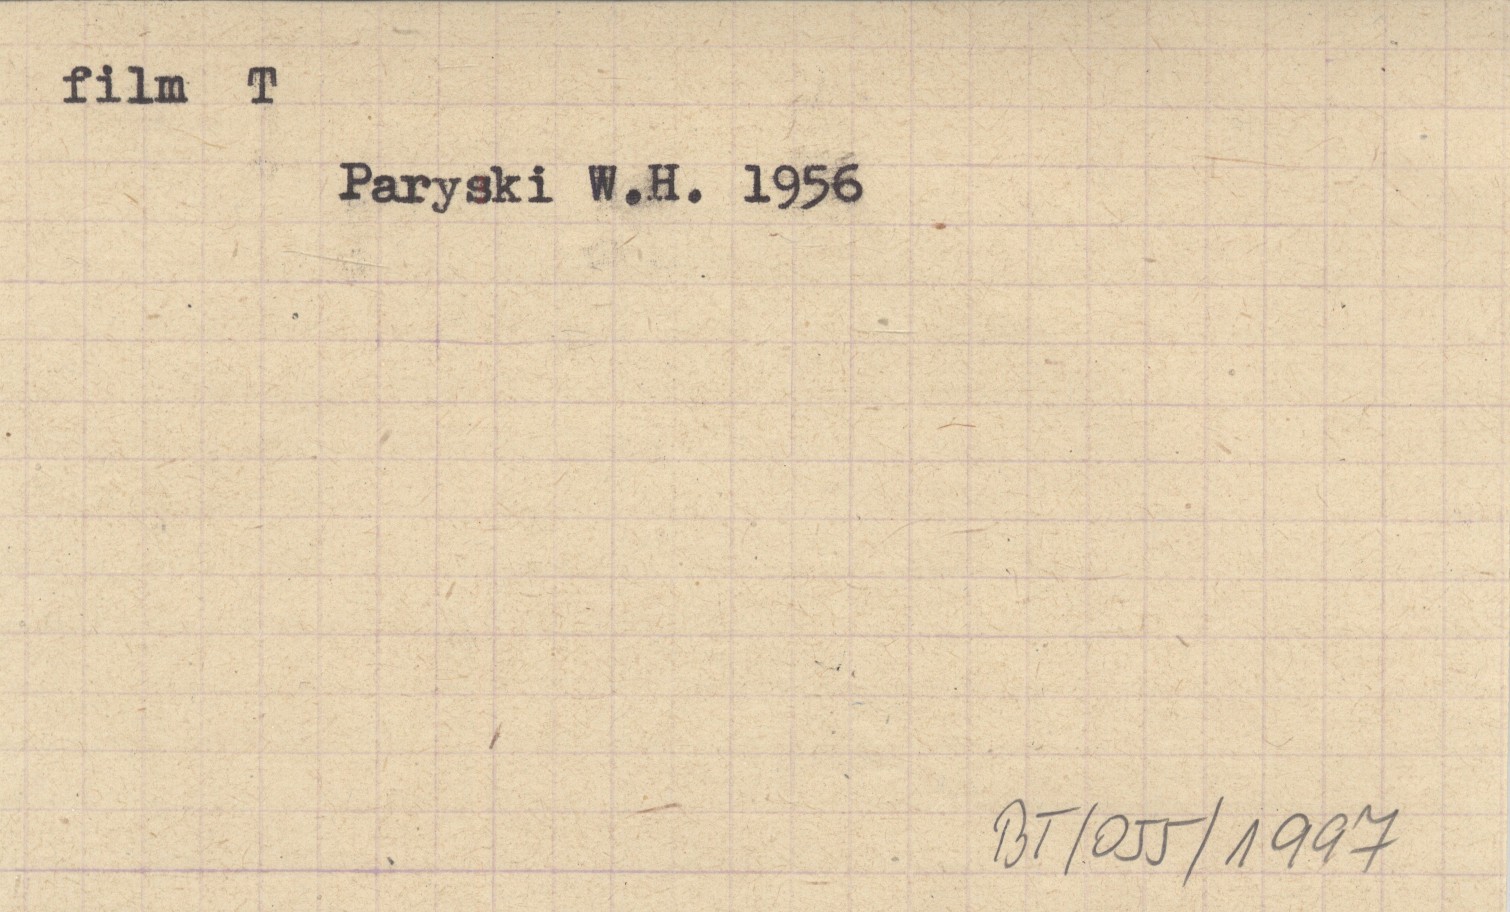 film T
Paryski W.H. 1956
BT/055/1997